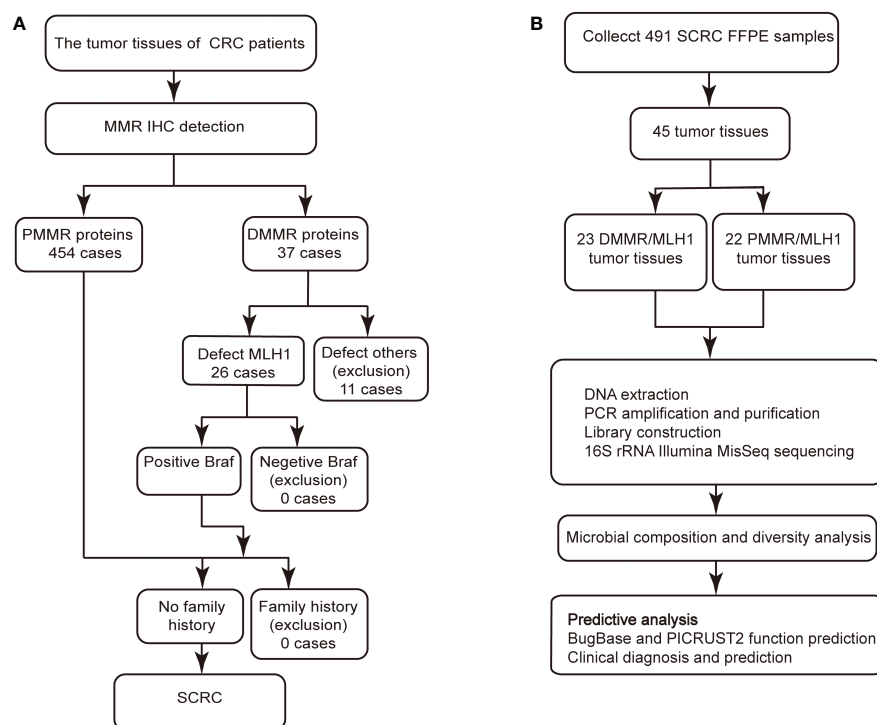 A
The tumor tissues of CRC patients
MMR IHC detection
PMMR proteins
454 cases
DMMR proteins
37 cases
Defect MLH1
26 cases
Defect others
(exclusion)
11 cases
Positive Braf
Negetive Braf
(exclusion)
0 cases
No family
history
Family history
(exclusion)
0 cases
SCRC
B
Collecct 491 SCRC FFPE samples
45 tumor tissues
23 DMMR/MLH1
tumor tissues
22 PMMR/MLH1
tumor tissues
DNA extraction
PCR amplification and purification
Library construction
16S rRNA Illumina MisSeq sequencing
Microbial composition and diversity analysis
Predictive analysis
BugBase and PICRUST2 function prediction
Clinical diagnosis and prediction